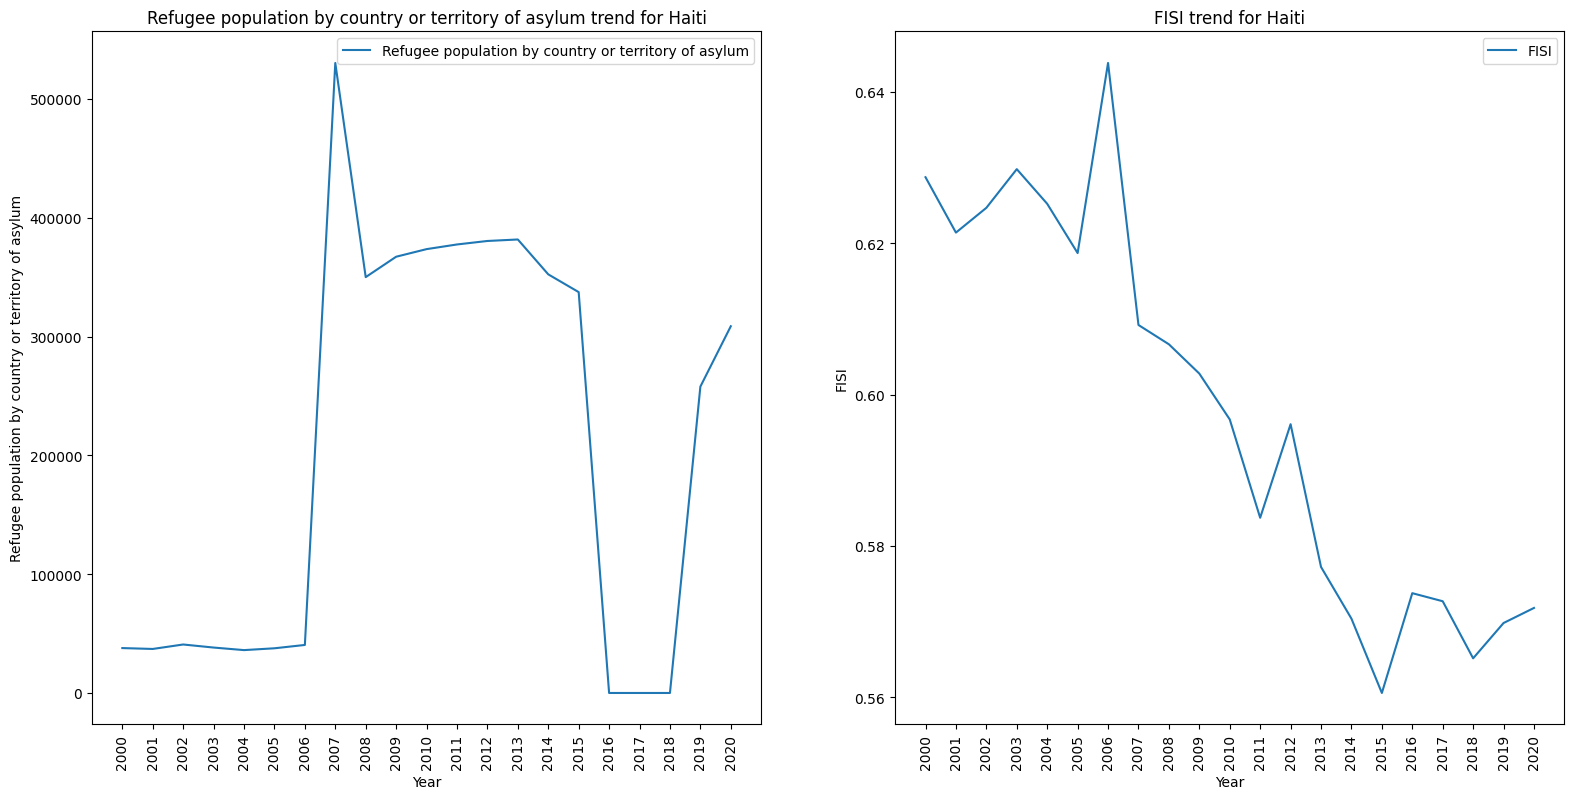 Refugee population by country or territory of asylum trend for Haiti
Refugee population by country or territory of asylum
Refugee population by country or territory of asylum
500000
400000
300000
200000
100000
0
2000 2001 2002 2003 2004 2005 2006 2007 2008 2009 2010 2011 2012 2013 2014 2015 2016 2017 2018 2019 2020
Year
FISI trend for Haiti
FISI
FISI
0.64
0.62
0.60
0.58
0.56
2000 2001 2002 2003 2004 2005 2006 2007 2008 2009 2010 2011 2012 2013 2014 2015 2016 2017 2018 2019 2020
Year